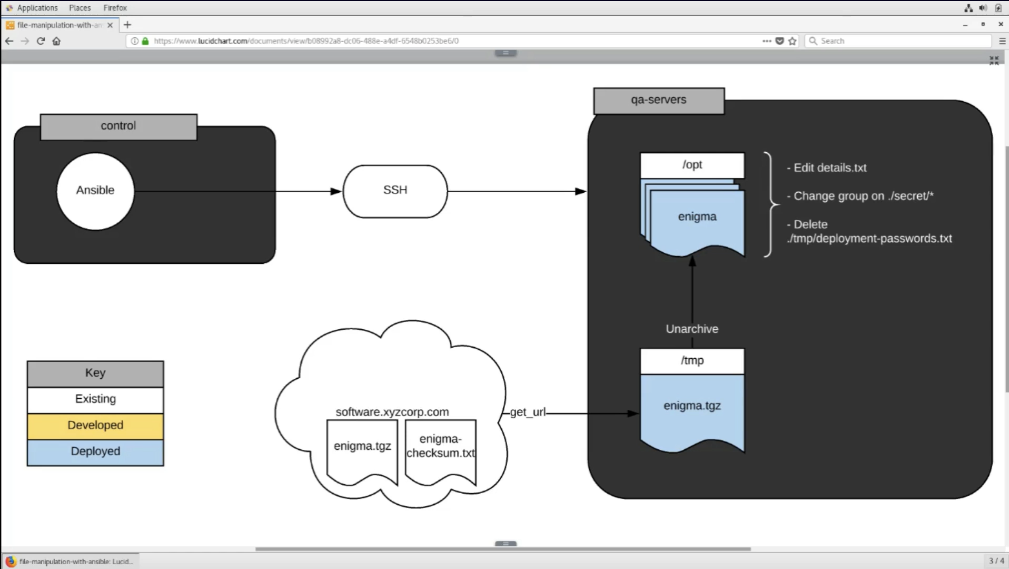 Applications Places Firefox
file-manipulation-with-an
https://www.lucidchart.com/documents/view/b08992a8-dc06-488e-a4df-6548b0253be6/0
Search
control
Ansible
SSH
qa-servers
/opt
enigma
- Edit details.txt
- Change group on ./secret/*
- Delete
./tmp/deployment-passwords.txt
Unarchive
/tmp
enigma.tgz
get_url
software.xyzcorp.com
enigma.tgz
enigma-
checksum.txt
Key
Existing
Developed
Deployed
file-manipulation-with-ansible: Lucid...
3 / 4